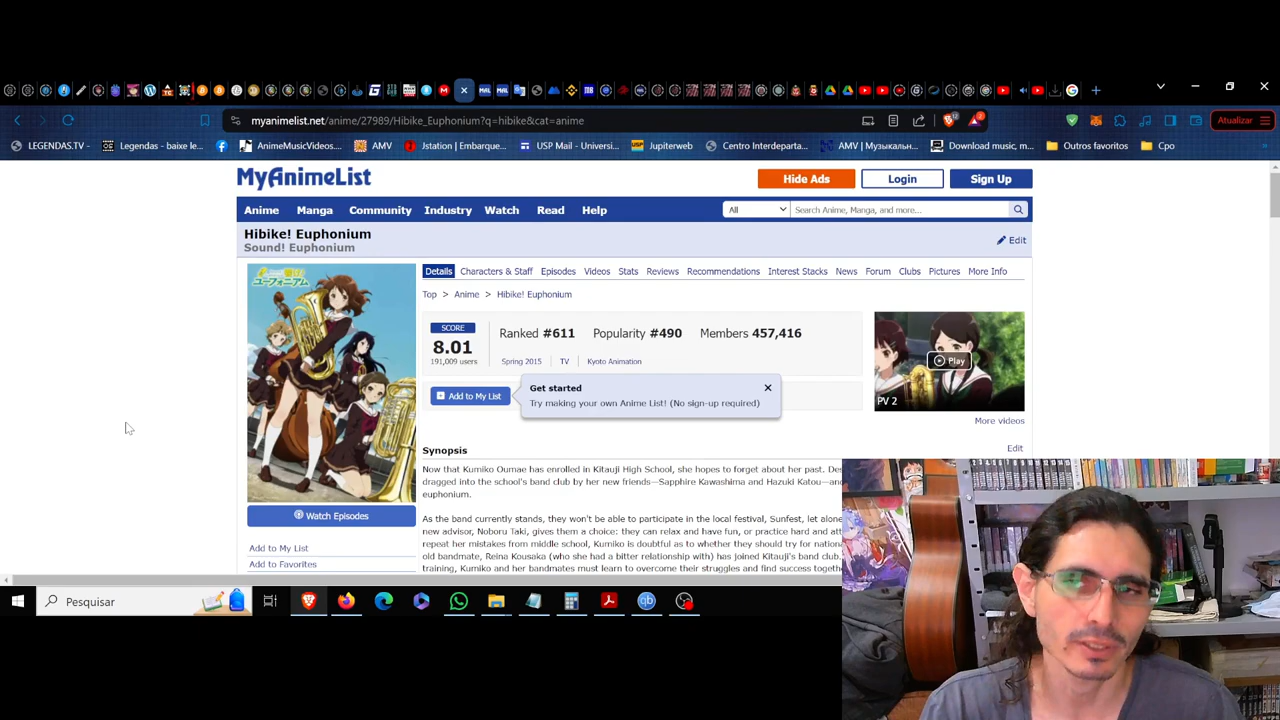 myanimelist.net/anime/27989/Hibike_Euphonium?q=hibike&cat=anime
Atualizar
LEGENDAS.TV -
Legendas - baixe le...
AnimeMusicVideos....
AMV
Jstation | Embarque...
USP Mail - Universi...
Jupiterweb
Centro Interdeparta...
AMV | Музыкальн...
Download music, m...
Outros favoritos
Cpo
MyAnimeList
Hide Ads
Login
Sign Up
Anime Manga Community Industry Watch Read Help
All
Search Anime, Manga, and more...
Hibike! Euphonium
Sound! Euphonium
Edit
Details Characters & Staff Episodes Videos Stats Reviews Recommendations Interest Stacks News Forum Clubs Pictures More Info
Top > Anime > Hibike! Euphonium
SCORE
8.01
191,009 users
Ranked #611 Popularity #490 Members 457,416
Spring 2015 TV Kyoto Animation
Play
PV 2
More videos
Add to My List
Get started
Try making your own Anime List! (No sign-up required)
Synopsis
Edit
Now that Kumiko Oumae has enrolled in Kitauji High School, she hopes to forget about her past. De
dragged into the school's band club by her new friends—Sapphire Kawashima and Hazuki Katou—an
euphonium.
As the band currently stands, they won't be able to participate in the local festival, Sunfest, let alone
new advisor, Noboru Taki, gives them a choice: they can relax and have fun, or practice hard and att
repeat her mistakes from middle school, Kumiko is doubtful as to whether they should try for national
old bandmate, Reina Kousaka (who she had a bitter relationship with) has joined Kitauji's band club.
training, Kumiko and her bandmates must learn to overcome their struggles and find success togethe
Watch Episodes
Add to My List
Add to Favorites
Pesquisar